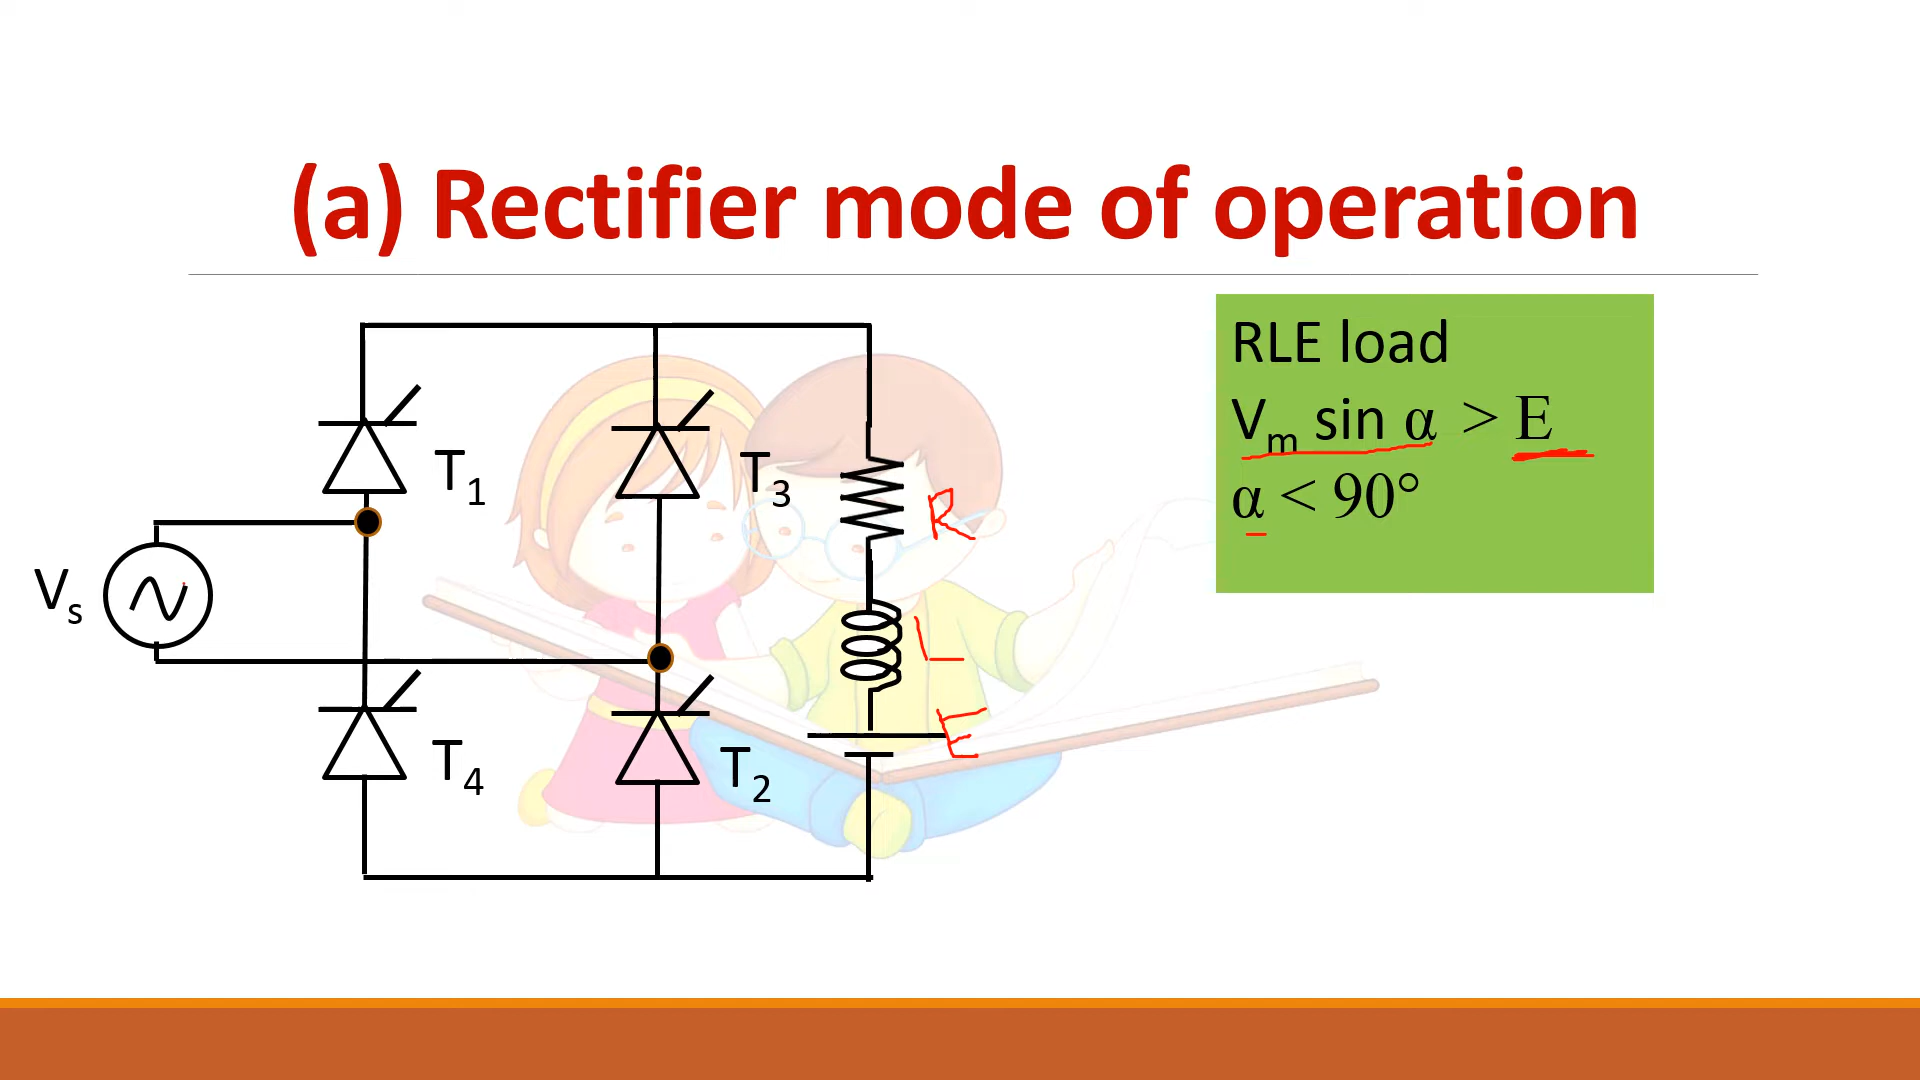 (a) Rectifier mode of operation
RLE load
Vm sin α > E
α < 90°
T1
T3
R
Vs
L
E
T4
T2